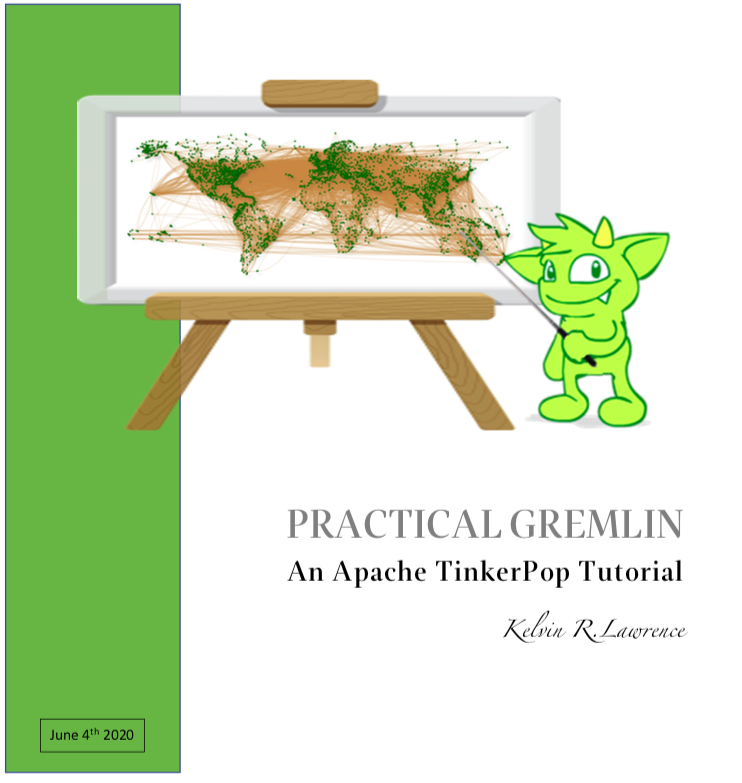 PRACTICAL GREMLIN
An Apache TinkerPop Tutorial
Kelvin R.Lawrence
June 4th 2020